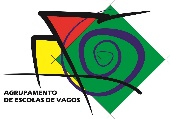 AGRUPAMENTO
DE ESCOLAS DE VAGOS